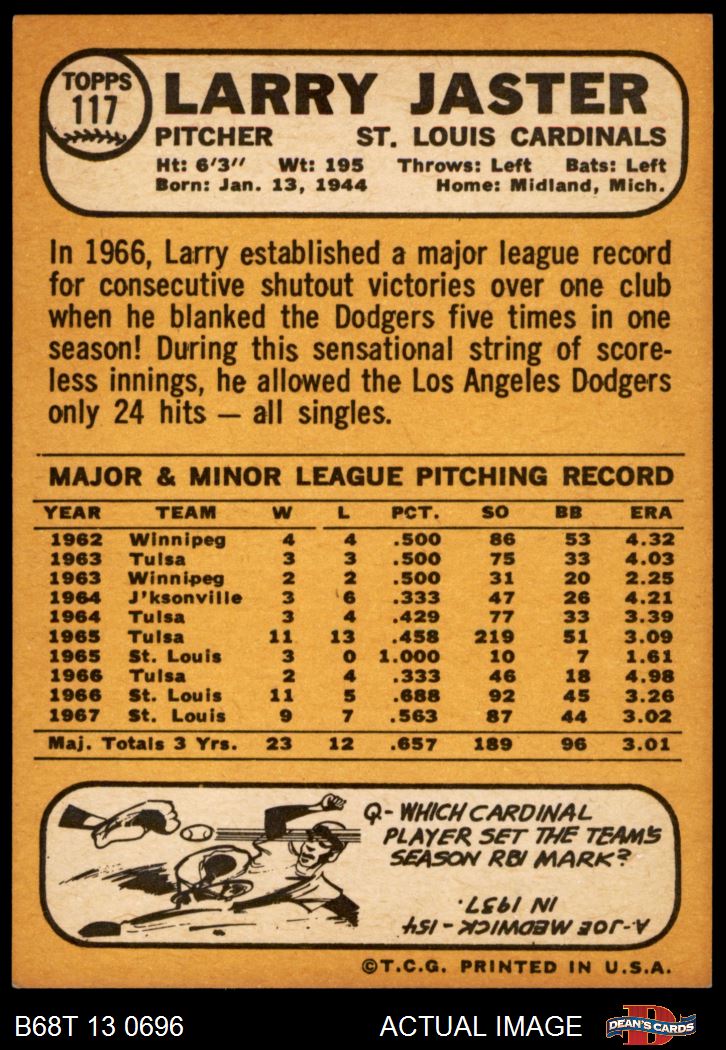 TOPPS
117
LARRY JASTER
PITCHER ST. LOUIS CARDINALS
Ht: 6'3" Wt: 195 Throws: Left Bats: Left
Born: Jan. 13, 1944 Home: Midland, Mich.
In 1966, Larry established a major league record
for consecutive shutout victories over one club
when he blanked the Dodgers five times in one
season! During this sensational string of score-
less innings, he allowed the Los Angeles Dodgers
only 24 hits — all singles.
MAJOR & MINOR LEAGUE PITCHING RECORD
YEAR TEAM W L PCT. SO BB ERA
1962 Winnipeg 4 4 .500 86 53 4.32
1963 Tulsa 3 3 .500 75 33 4.03
1963 Winnipeg 2 2 .500 31 20 2.25
1964 J'ksonville 3 6 .333 47 26 4.21
1964 Tulsa 3 4 .429 77 33 3.39
1965 Tulsa 11 13 .458 219 51 3.09
1965 St. Louis 3 0 1.000 10 7 1.61
1966 Tulsa 2 4 .333 46 18 4.98
1966 St. Louis 11 5 .688 92 45 3.26
1967 St. Louis 9 7 .563 87 44 3.02
Maj. Totals 3 Yrs. 23 12 .657 189 96 3.01
Q- WHICH CARDINAL
PLAYER SET THE TEAM'S
SEASON RBI MARK?
A-JOE MEDWICK - 154
IN 1937.
©T.C.G. PRINTED IN U.S.A.
B68T 13 0696 ACTUAL IMAGE
D
DEAN'S CARDS